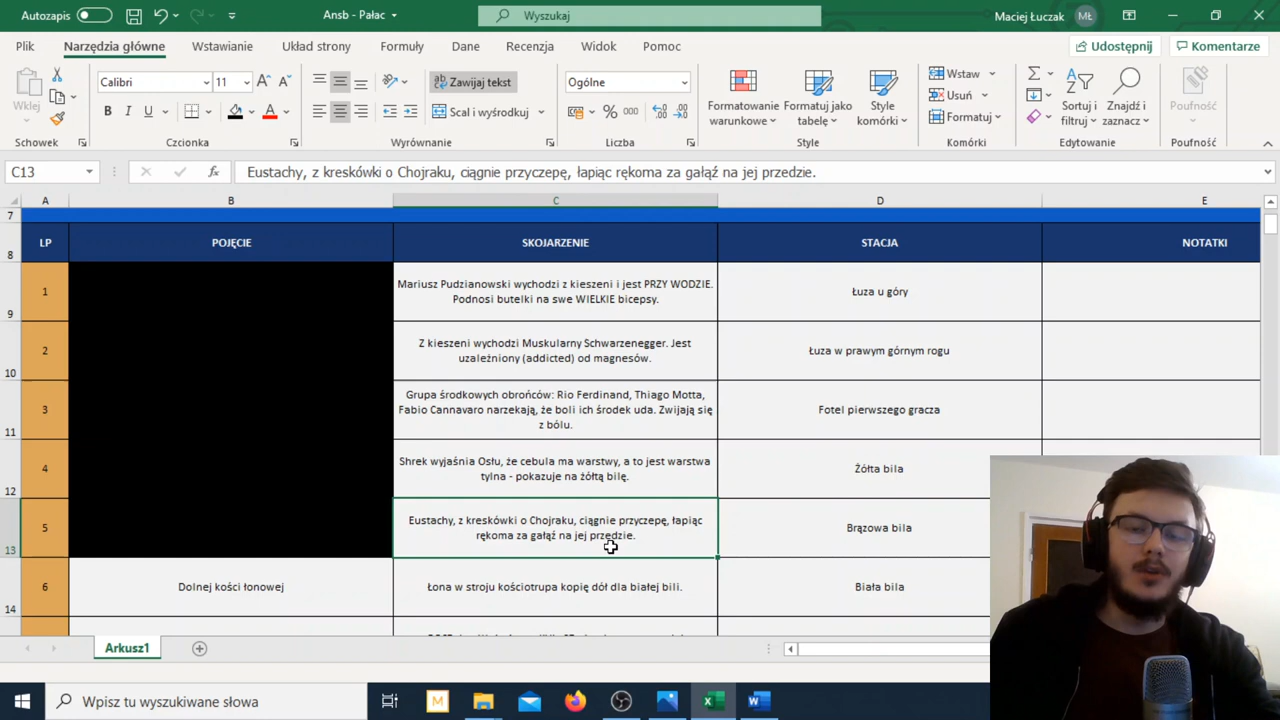 Autozapis
Ansb - Pałac
Wyszukaj
Maciej Łuczak
MŁ
Plik
Narzędzia główne
Wstawianie
Układ strony
Formuły
Dane
Recenzja
Widok
Pomoc
Udostępnij
Komentarze
Wklej
Schowek
Calibri
11
B I U
Czcionka
Zawijaj tekst
Scal i wyśrodkuj
Wyrównanie
Ogólne
% 000
Liczba
Formatowanie
warunkowe
Formatuj jako
tabelę
Style
komórki
Style
Wstaw
Usuń
Formatuj
Komórki
Sortuj i
filtruj
Znajdź i
zaznacz
Edytowanie
Poufność
Poufność
C13
fx
Eustachy, z kreskówki o Chojraku, ciągnie przyczepę, łapiąc rękoma za gałąź na jej przedzie.
A B C D E
7
8
LP
POJĘCIE
SKOJARZENIE
STACJA
NOTATKI
9
1
Mariusz Pudzianowski wychodzi z kieszeni i jest PRZY WODZIE.
Podnosi butelki na swe WIELKIE bicepsy.
Łuza u góry
10
2
Z kieszeni wychodzi Muskularny Schwarzenegger. Jest
uzależniony (addicted) od magnesów.
Łuza w prawym górnym rogu
11
3
Grupa środkowych obrońców: Rio Ferdinand, Thiago Motta,
Fabio Cannavaro narzekają, że boli ich środek uda. Zwijają się
z bólu.
Fotel pierwszego gracza
12
4
Shrek wyjaśnia Osłu, że cebula ma warstwy, a to jest warstwa
tylna - pokazuje na żółtą bilę.
Żółta bila
13
5
Eustachy, z kreskówki o Chojraku, ciągnie przyczepę, łapiąc
rękoma za gałąź na jej przedzie.
Brązowa bila
14
6
Dolnej kości łonowej
Łona w stroju kościotrupa kopię dół dla białej bili.
Biała bila
Arkusz1
Wpisz tu wyszukiwane słowa